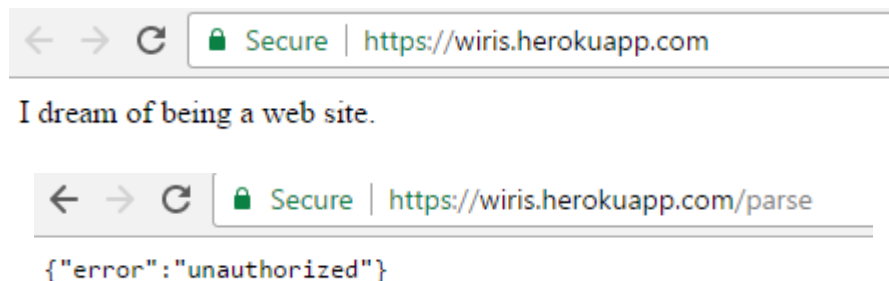 Secure | https://wiris.herokuapp.com
I dream of being a web site.
Secure | https://wiris.herokuapp.com/parse
{"error":"unauthorized"}